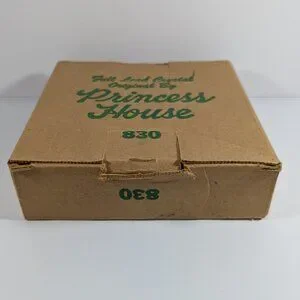 Full Lead Crystal
Original By
Princess
House
830
830